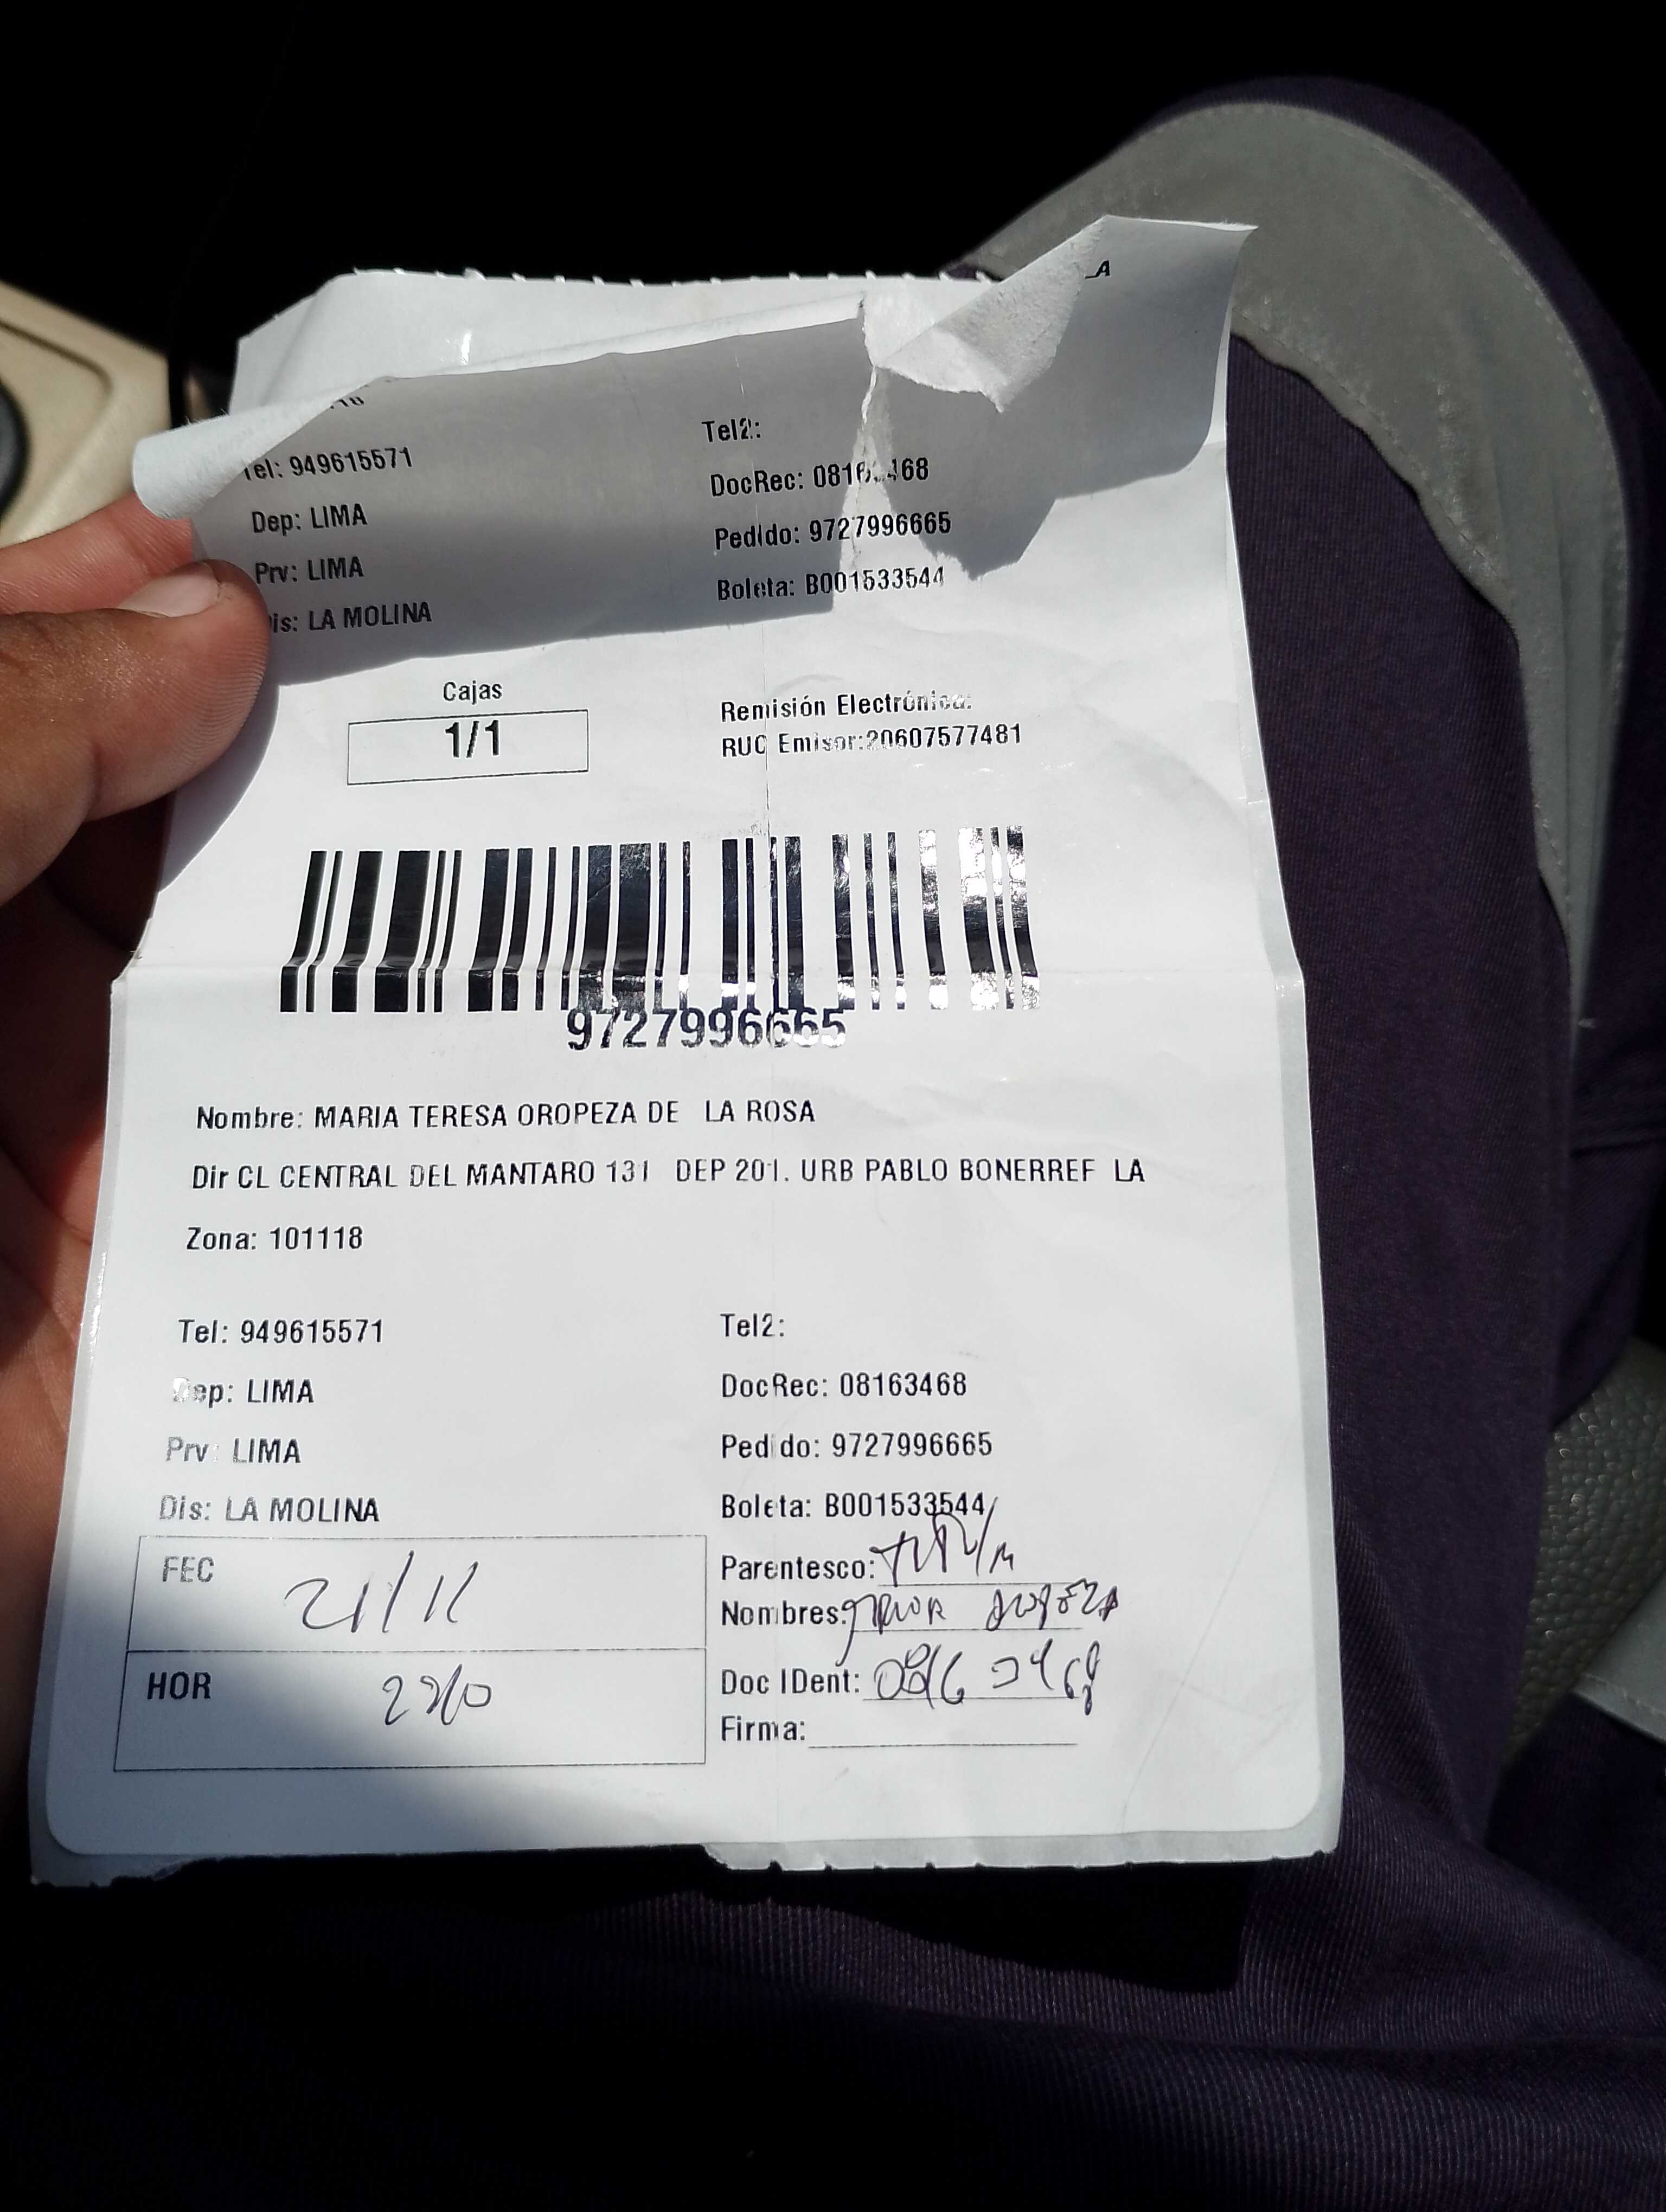 Tel: 949615571
Tel2:
Dep: LIMA
DocRec: 0816 468
Prv: LIMA
Pedido: 9727996665
is: LA MOLINA
Boleta: B001533544
Cajas
1/1
Remisión Electrónica:
RUC Emisor:20607577481
9727996665
Nombre: MARIA TERESA OROPEZA DE LA ROSA
Dir CL CENTRAL DEL MANTARO 131 DEP 201. URB PABLO BONERREF LA
Zona: 101118
Tel: 949615571
Tel2:
Dep: LIMA
DocRec: 08163468
Prv: LIMA
Pedido: 9727996665
Dis: LA MOLINA
Boleta: B001533544
FEC 21/11
Parentesco:
Nombres:
HOR
Doc IDent: 08163468
Firma: